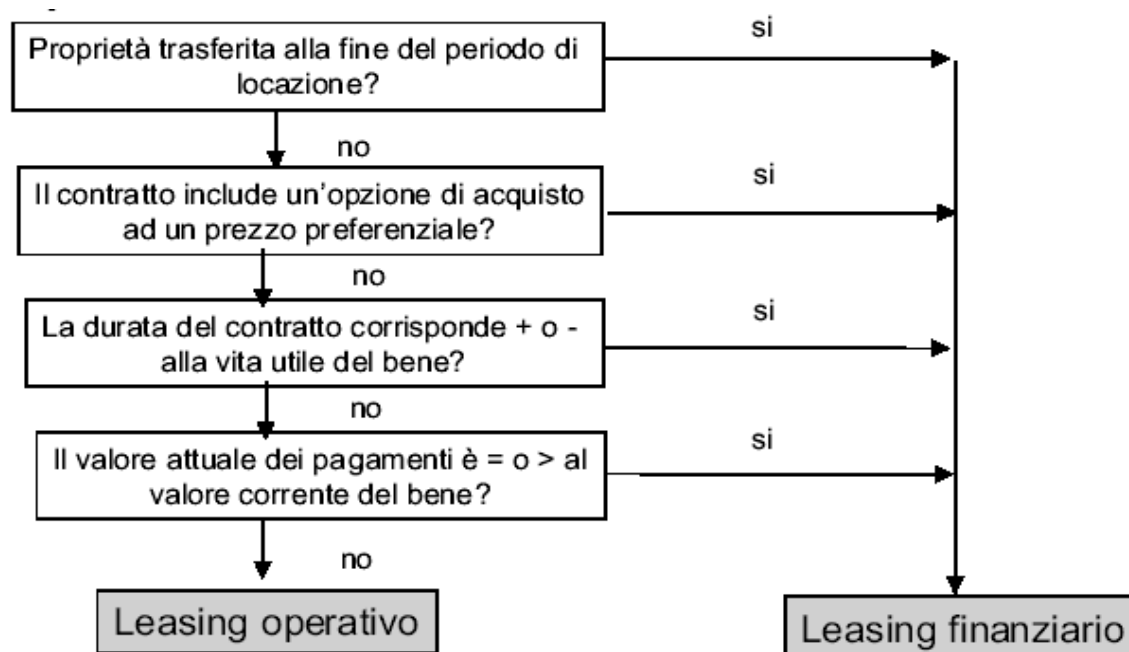 si
Proprietà trasferita alla fine del periodo di
locazione?
no
si
Il contratto include un'opzione di acquisto
ad un prezzo preferenziale?
no
si
La durata del contratto corrisponde + o -
alla vita utile del bene?
no
si
Il valore attuale dei pagamenti è = o > al
valore corrente del bene?
no
Leasing operativo
Leasing finanziario